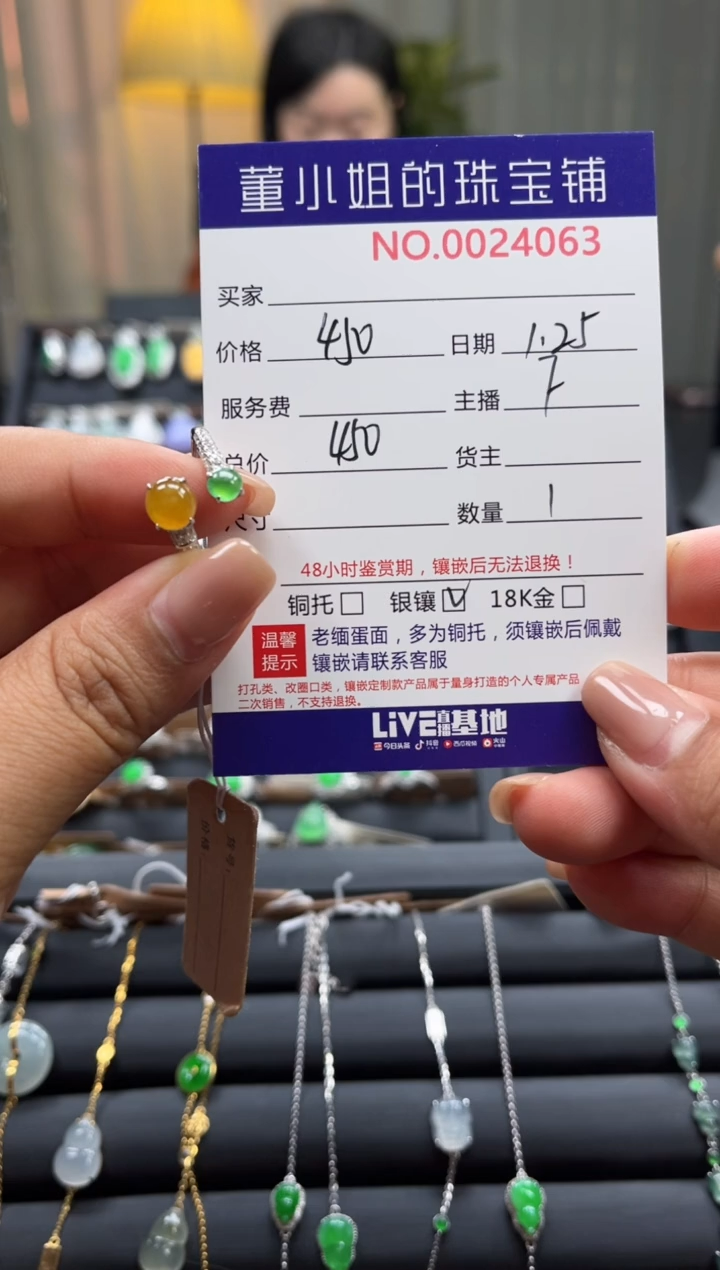 董小姐的珠宝铺
NO.0024063
买家
价格 450 日期 1.25
服务费 主播
总价 450 货主
尺寸 数量 1
48小时鉴赏期，镶嵌后无法退换！
铜托 银镶 18K金
温馨提示 老缅蛋面，多为铜托，须镶嵌后佩戴
镶嵌请联系客服
打孔类、改圈口类，镶嵌定制款产品属于量身打造的个人专属产品
二次销售，不支持退换。
LiVE直播基地
今日头条 抖音 西瓜视频 火山